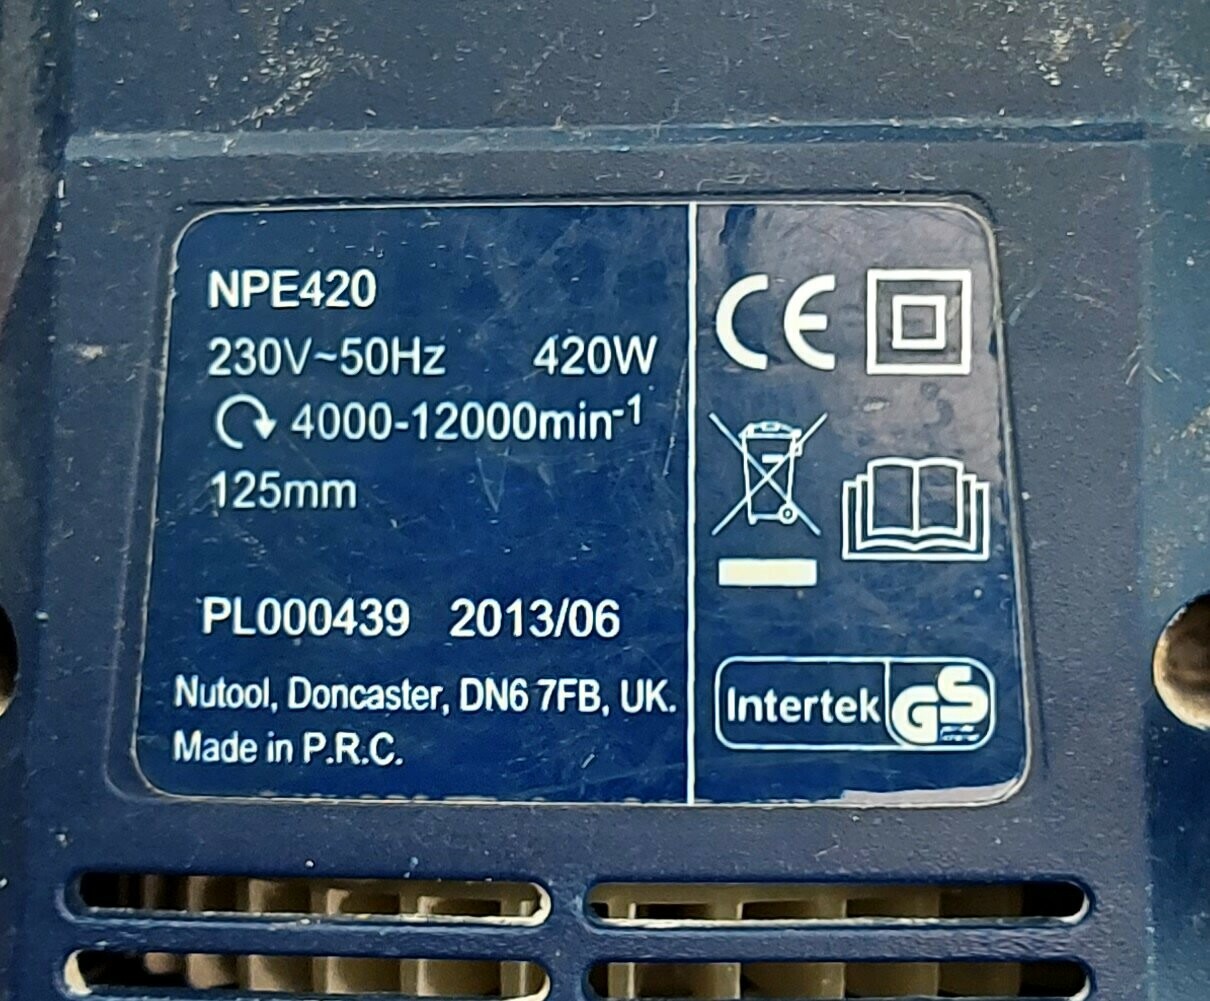 NPE420
230V~50Hz 420W
4000-12000min-1
125mm
PL000439 2013/06
Nutool, Doncaster, DN6 7FB, UK.
Made in P.R.C.
CE
Intertek GS